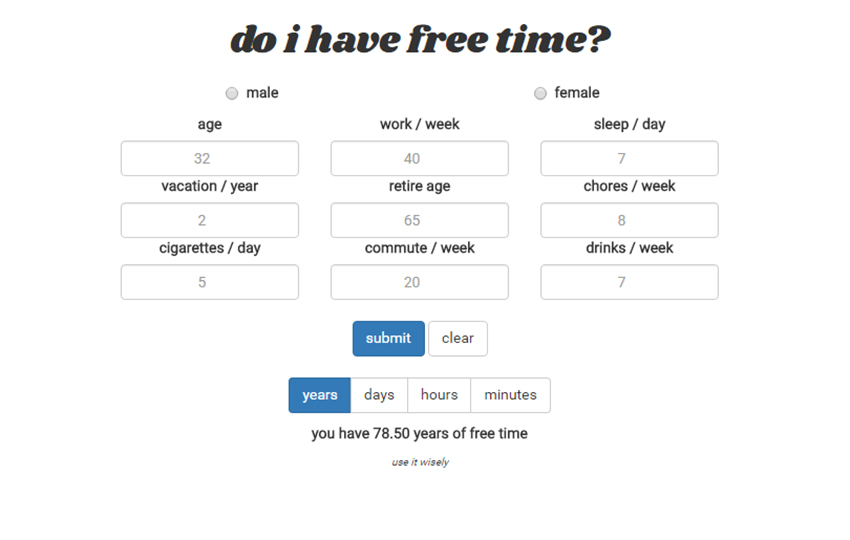 do i have free time?
male female
age work / week sleep / day
32 40 7
vacation / year retire age chores / week
2 65 8
cigarettes / day commute / week drinks / week
5 20 7
submit clear
years days hours minutes
you have 78.50 years of free time
use it wisely